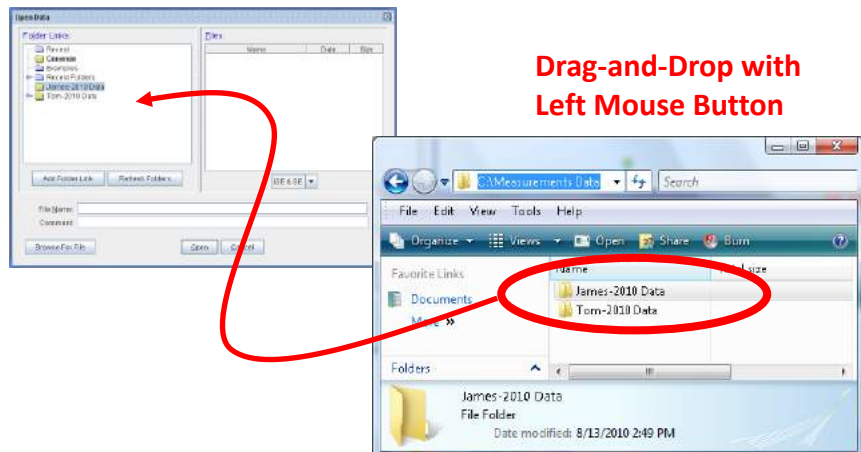 Open Data
Folder Links
Files
Recent
Common
Examples
Recent Folders
James-2010 Data
Tom-2010 Data
Name Date Size
Add Folder Link Refresh Folders
File Name:
Comment
Browse For File Open Cancel
Drag-and-Drop with
Left Mouse Button
C:\Measurements Data
Search
File Edit View Tools Help
Organize Views Open Share Burn
Favorite Links
Documents
More »
Name size
James-2010 Data
Tom-2010 Data
Folders
James-2010 Data
File Folder
Date modified: 8/13/2010 2:49 PM